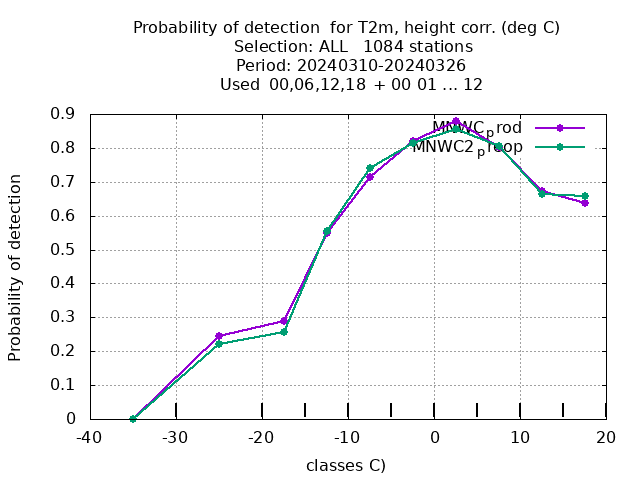 Probability of detection  for T2m, height corr. (deg C)
Selection: ALL   1084 stations
Period: 20240310-20240326
Used  00,06,12,18  + 00 01 ... 12
MNWC_prod
MNWC2_preop
0.9
0.8
0.7
0.6
0.5
0.4
0.3
0.2
0.1
0
Probability of detection
-40 -30 -20 -10 0 10 20
classes C)